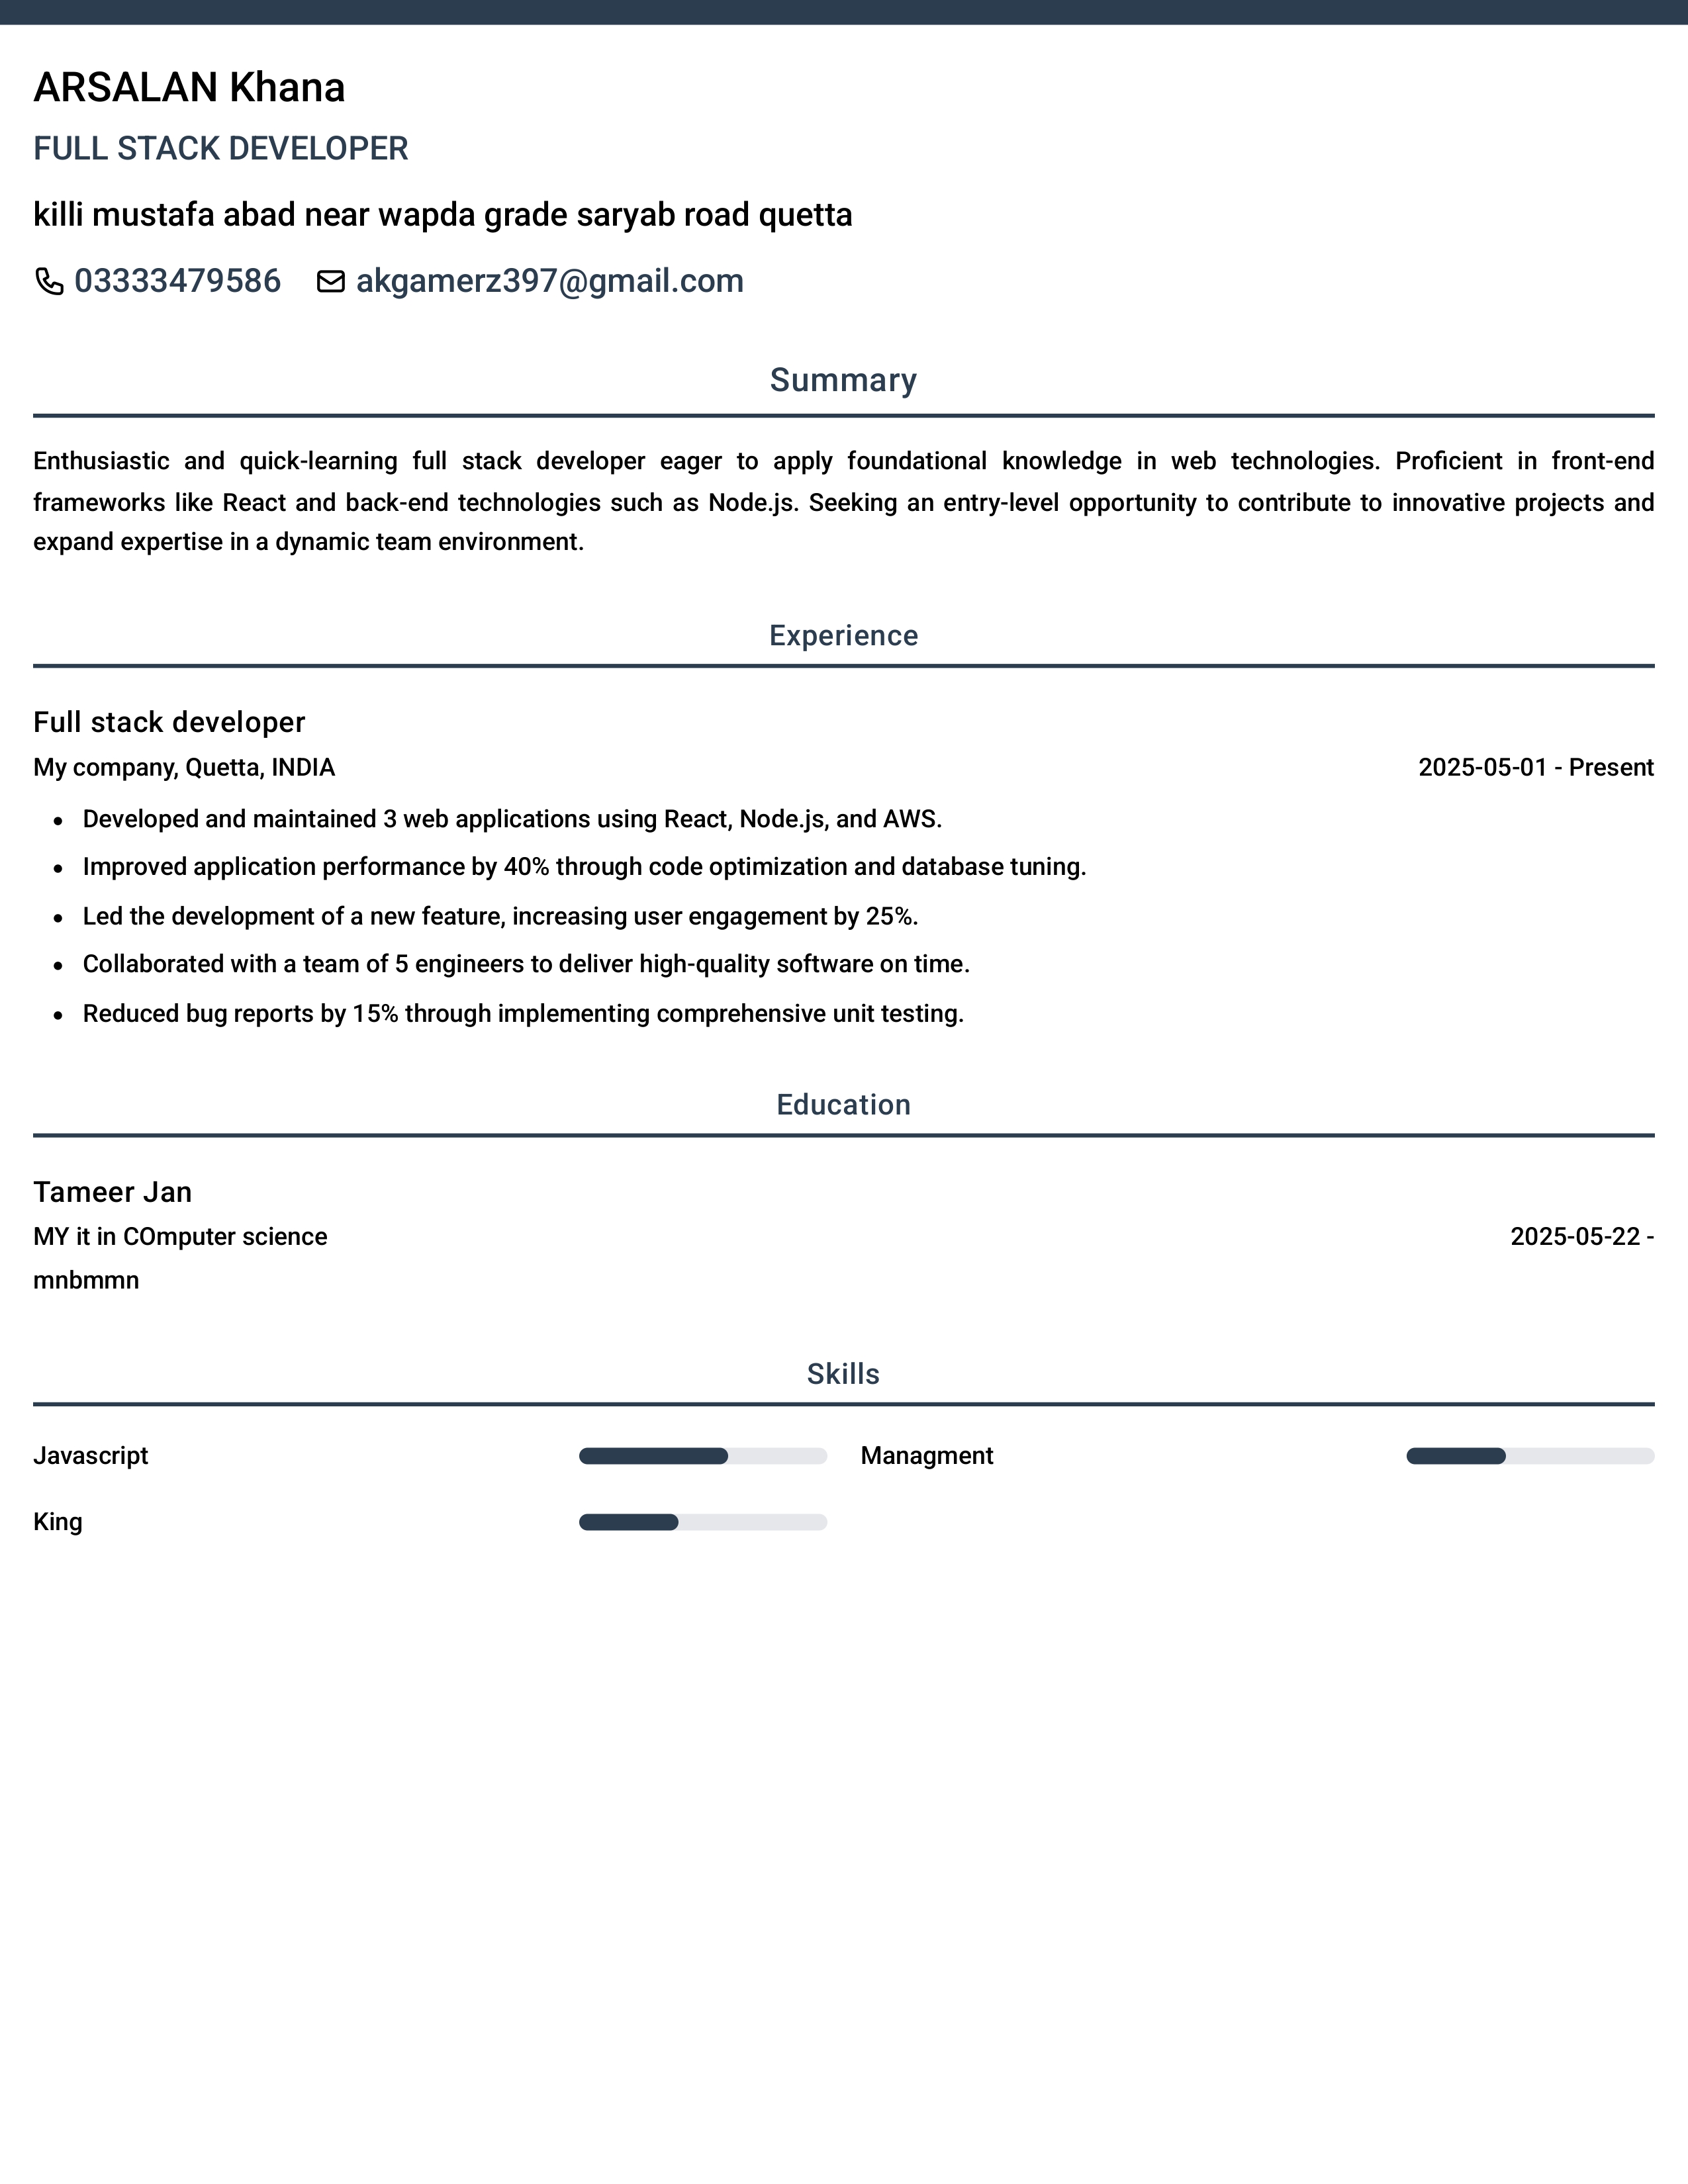 ARSALAN Khana
FULL STACK DEVELOPER
killi mustafa abad near wapda grade saryab road quetta
03333479586 akgamerz397@gmail.com
Summary
Enthusiastic and quick-learning full stack developer eager to apply foundational knowledge in web technologies. Proficient in front-end
frameworks like React and back-end technologies such as Node.js. Seeking an entry-level opportunity to contribute to innovative projects and
expand expertise in a dynamic team environment.
Experience
Full stack developer
My company, Quetta, INDIA 2025-05-01 - Present
• Developed and maintained 3 web applications using React, Node.js, and AWS.
• Improved application performance by 40% through code optimization and database tuning.
• Led the development of a new feature, increasing user engagement by 25%.
• Collaborated with a team of 5 engineers to deliver high-quality software on time.
• Reduced bug reports by 15% through implementing comprehensive unit testing.
Education
Tameer Jan
MY it in COmputer science 2025-05-22 -
mnbmmn
Skills
Javascript Managment
King